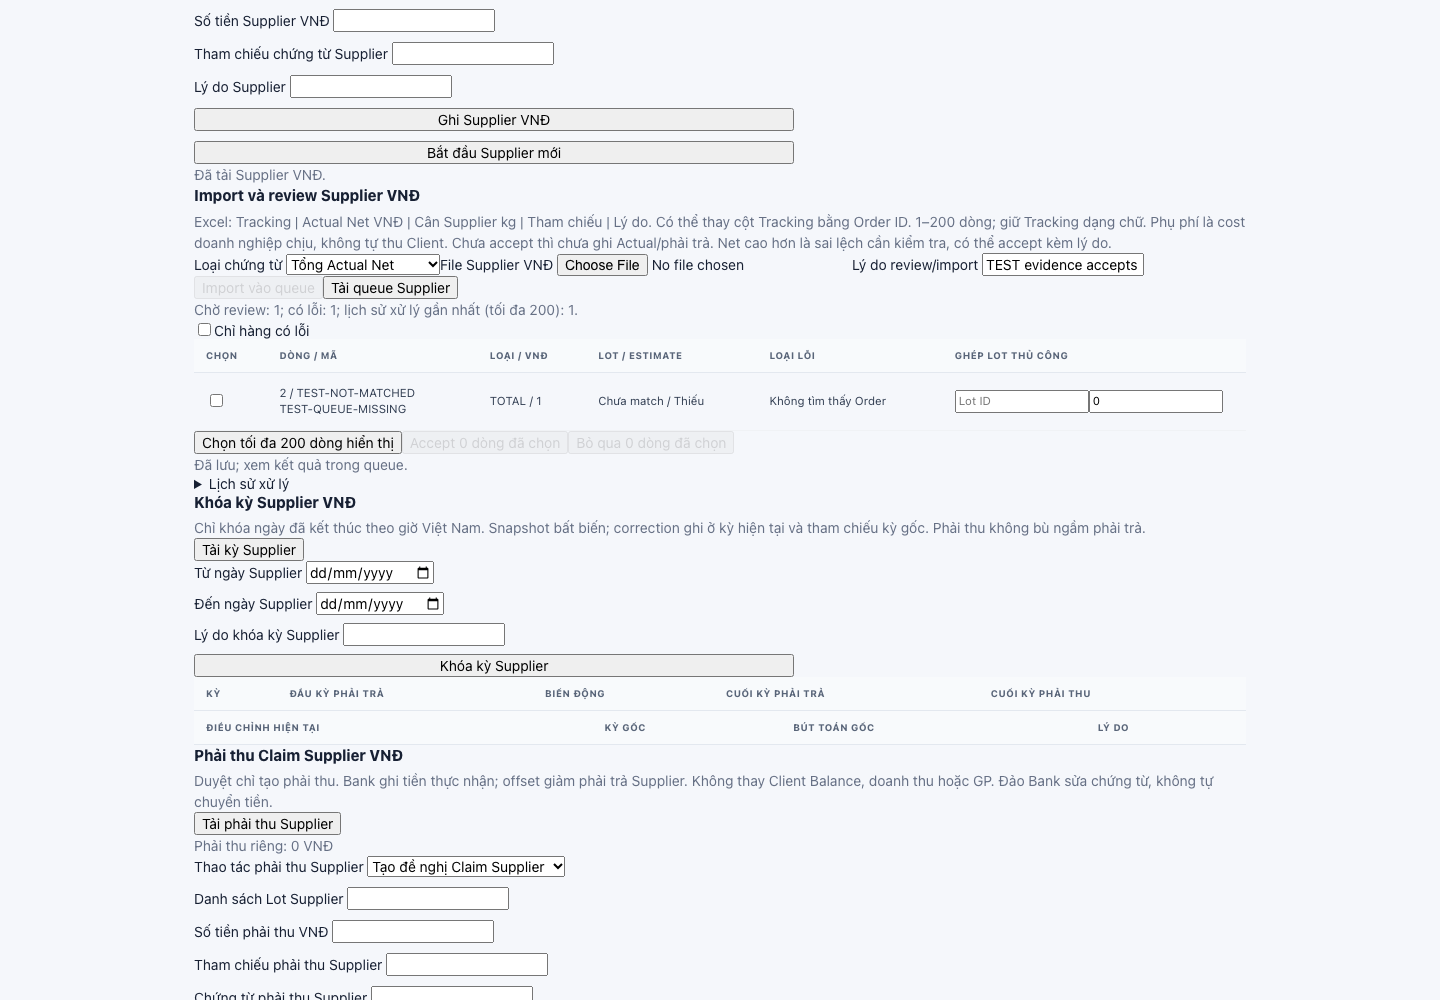 Số tiền Supplier VNĐ
Tham chiếu chứng từ Supplier
Lý do Supplier
Ghi Supplier VNĐ
Bắt đầu Supplier mới
Đã tải Supplier VNĐ.
Import và review Supplier VNĐ
Excel: Tracking | Actual Net VNĐ | Cân Supplier kg | Tham chiếu | Lý do. Có thể thay cột Tracking bằng Order ID. 1–200 dòng; giữ Tracking dạng chữ. Phụ phí là cost
doanh nghiệp chịu, không tự thu Client. Chưa accept thì chưa ghi Actual/phải trả. Net cao hơn là sai lệch cần kiểm tra, có thể accept kèm lý do.
Loại chứng từ Tổng Actual Net File Supplier VNĐ Choose File No file chosen Lý do review/import TEST evidence accepts
Import vào queue Tải queue Supplier
Chờ review: 1; có lỗi: 1; lịch sử xử lý gần nhất (tối đa 200): 1.
Chỉ hàng có lỗi
CHỌN DÒNG / MÃ LOẠI / VNĐ LOT / ESTIMATE LOẠI LỖI GHÉP LOT THỦ CÔNG
2 / TEST-NOT-MATCHED
TEST-QUEUE-MISSING
TOTAL / 1 Chưa match / Thiếu Không tìm thấy Order Lot ID 0
Chọn tối đa 200 dòng hiển thị Accept 0 dòng đã chọn Bỏ qua 0 dòng đã chọn
Đã lưu; xem kết quả trong queue.
Lịch sử xử lý
Khóa kỳ Supplier VNĐ
Chỉ khóa ngày đã kết thúc theo giờ Việt Nam. Snapshot bất biến; correction ghi ở kỳ hiện tại và tham chiếu kỳ gốc. Phải thu không bù ngầm phải trả.
Tải kỳ Supplier
Từ ngày Supplier dd/mm/yyyy
Đến ngày Supplier dd/mm/yyyy
Lý do khóa kỳ Supplier
Khóa kỳ Supplier
KỲ ĐẦU KỲ PHẢI TRẢ BIẾN ĐỘNG CUỐI KỲ PHẢI TRẢ CUỐI KỲ PHẢI THU
ĐIỀU CHỈNH HIỆN TẠI KỲ GỐC BÚT TOÁN GỐC LÝ DO
Phải thu Claim Supplier VNĐ
Duyệt chỉ tạo phải thu. Bank ghi tiền thực nhận; offset giảm phải trả Supplier. Không thay Client Balance, doanh thu hoặc GP. Đảo Bank sửa chứng từ, không tự
chuyển tiền.
Tải phải thu Supplier
Phải thu riêng: 0 VNĐ
Thao tác phải thu Supplier Tạo đề nghị Claim Supplier
Danh sách Lot Supplier
Số tiền phải thu VNĐ
Tham chiếu phải thu Supplier
Chứng từ phải thu Supplier